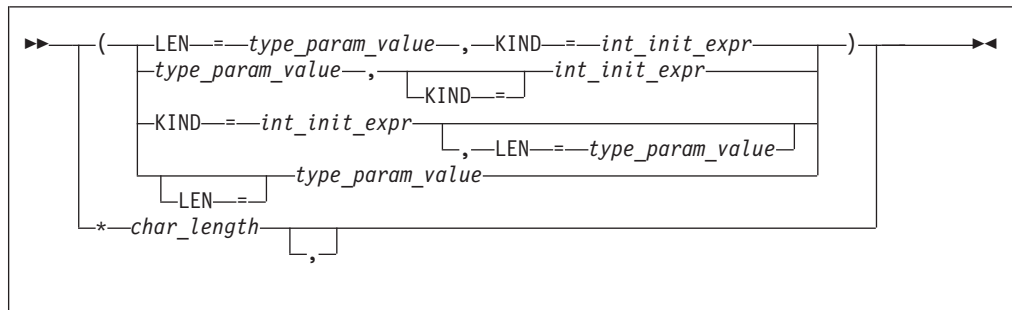 ( LEN = type_param_value , KIND = int_init_expr )
type_param_value , int_init_expr
KIND =
KIND = int_init_expr
, LEN = type_param_value
type_param_value
LEN =
* char_length
,